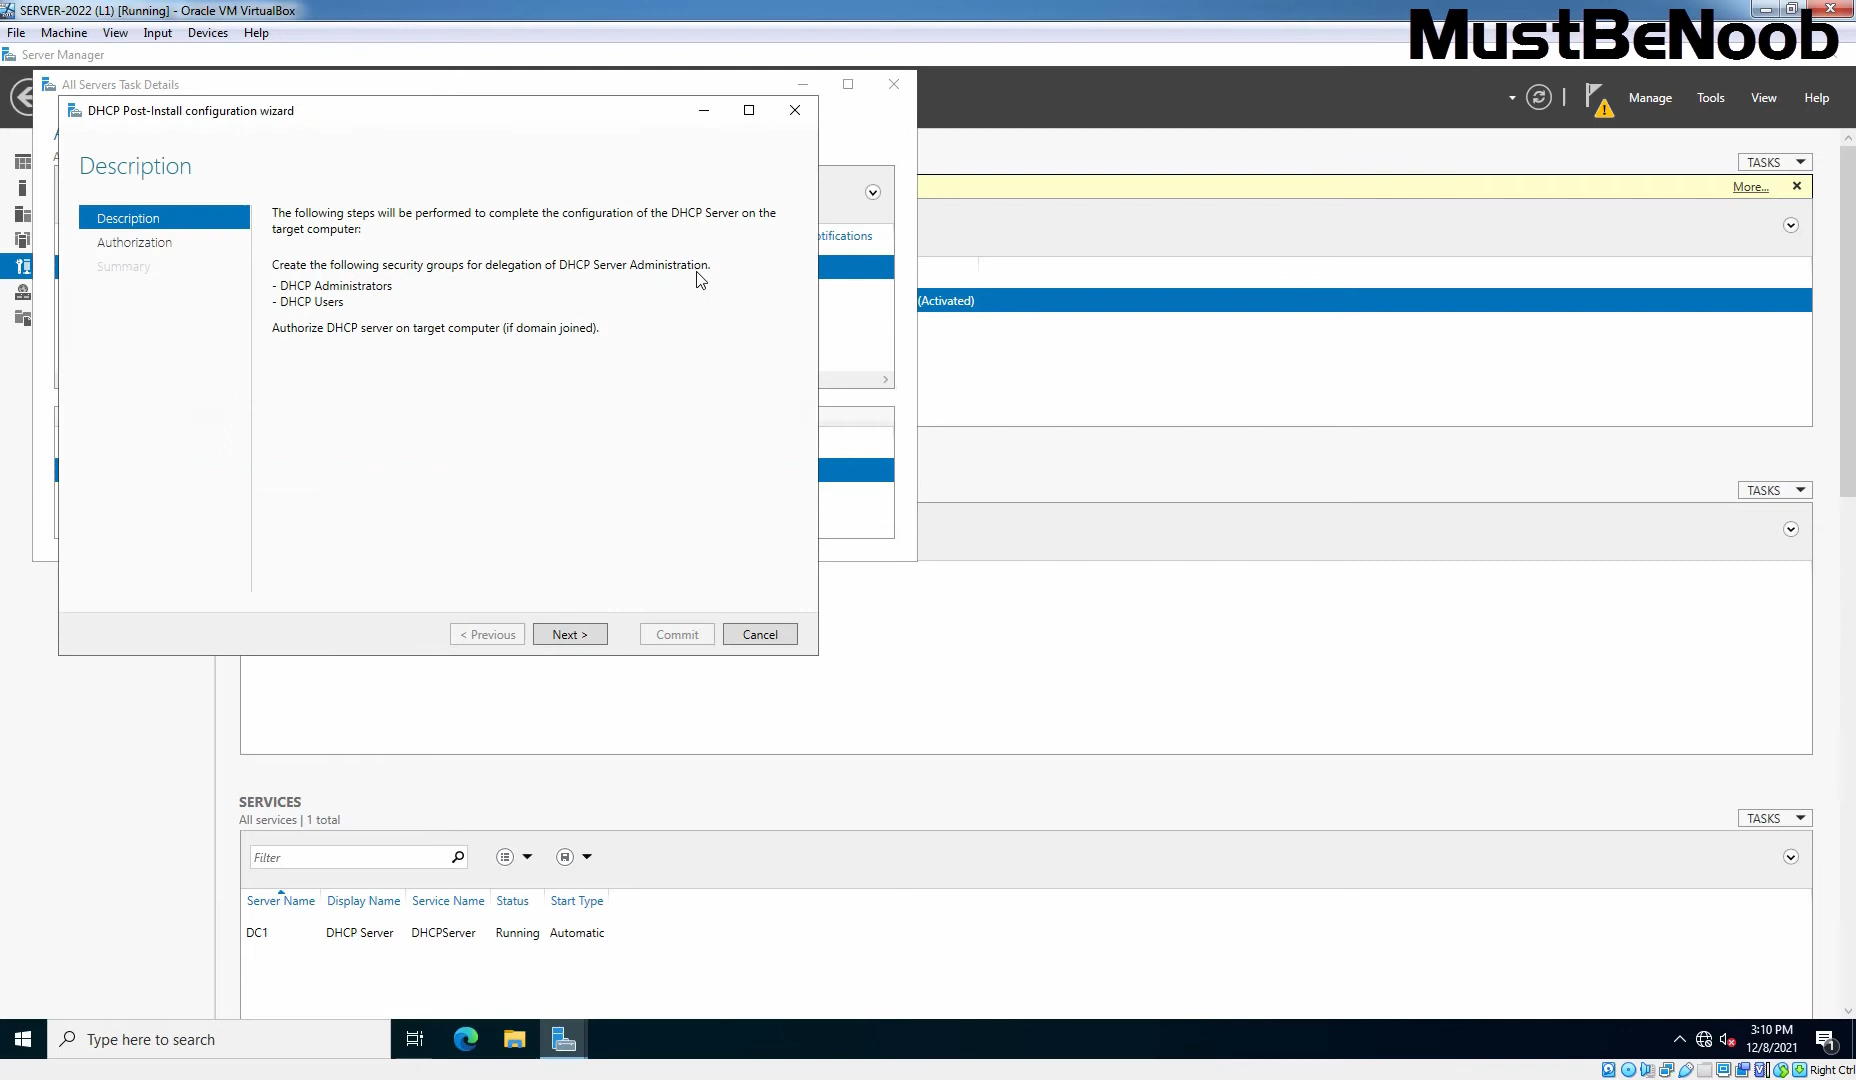 SERVER-2022 (L1) [Running] - Oracle VM VirtualBox
File Machine View Input Devices Help
MustBeNoob
Server Manager
All Servers Task Details
DHCP Post-Install configuration wizard
Manage Tools View Help
Description
TASKS
More...
Description
Authorization
Summary
The following steps will be performed to complete the configuration of the DHCP Server on the
target computer:
Create the following security groups for delegation of DHCP Server Administration.
- DHCP Administrators
- DHCP Users
Authorize DHCP server on target computer (if domain joined).
(Activated)
TASKS
< Previous Next > Commit Cancel
SERVICES
All services | 1 total
TASKS
Filter
Server Name Display Name Service Name Status Start Type
DC1 DHCP Server DHCPServer Running Automatic
Type here to search
3:10 PM
12/8/2021
1
Right Ctrl